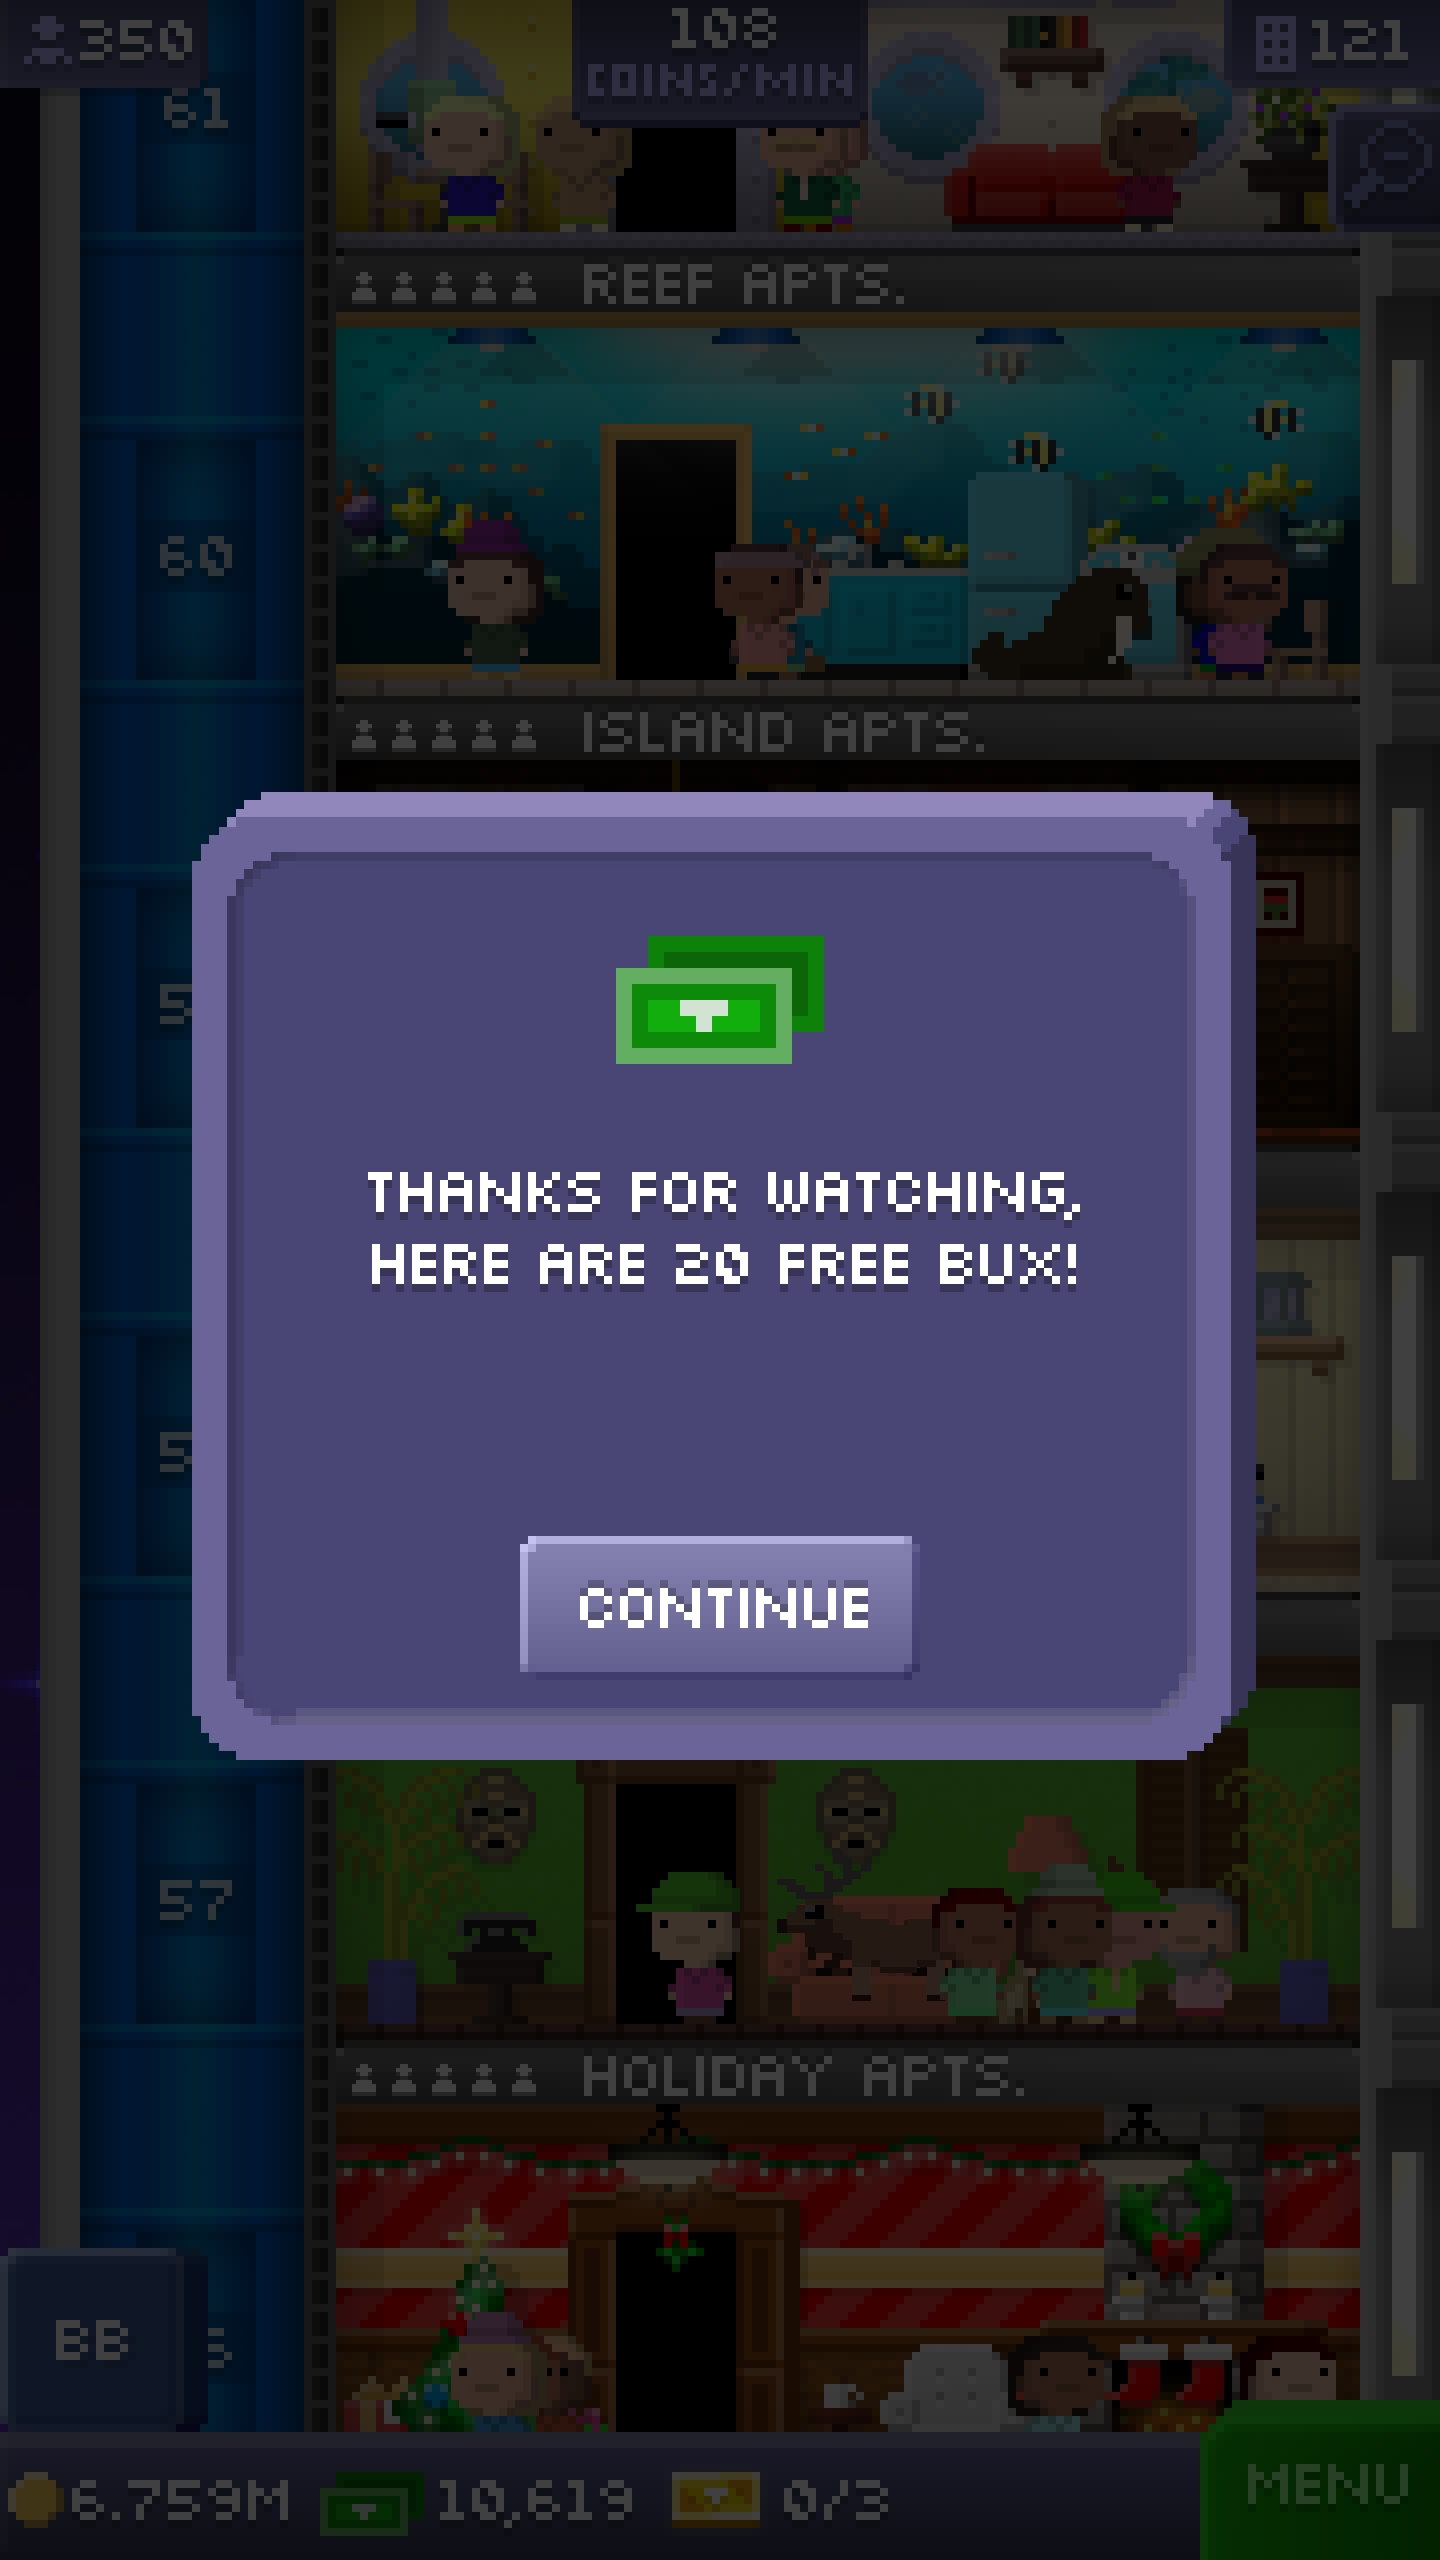 350
108
COINS/MIN
121
61
REEF APTS.
60
ISLAND APTS.
THANKS FOR WATCHING,
HERE ARE 20 FREE BUX!
CONTINUE
57
HOLIDAY APTS.
BB
6.759M
10,619
0/3
MENU